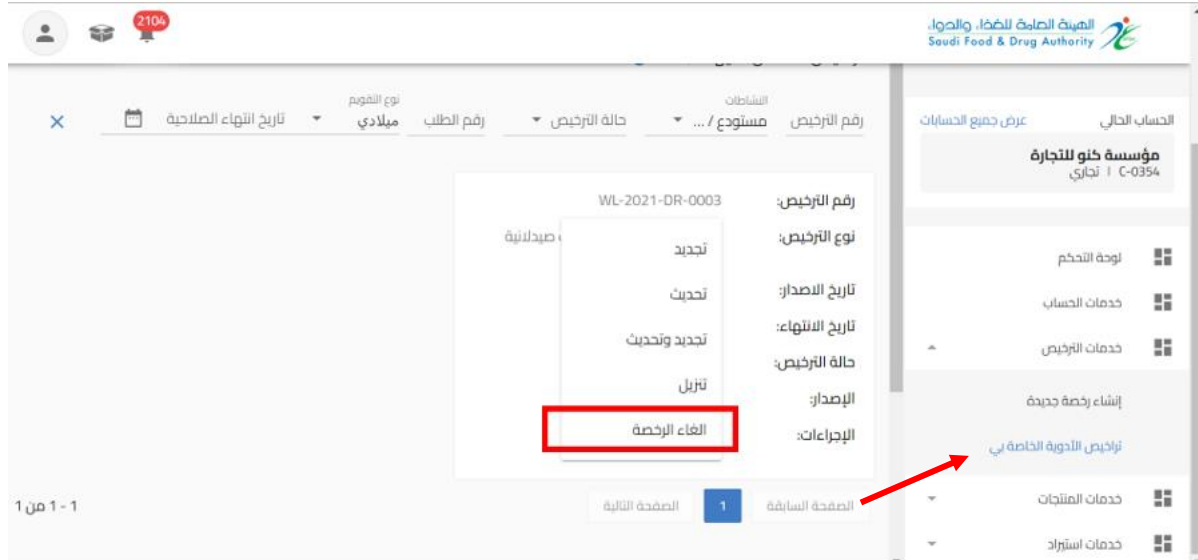 2104
الهيئة العامة للغذاء والدواء
Saudi Food & Drug Authority
الحساب الحالي
عرض جميع الحسابات
مؤسسة كنو للتجارة
C-0354 | تجاري
لوحة التحكم
خدمات الحساب
خدمات الترخيص
إنشاء رخصة جديدة
تراخيص الأدوية الخاصة بي
خدمات المنتجات
خدمات استيراد
رقم الترخيص
النشاطات
مستودع / ...
حالة الترخيص
رقم الطلب
نوع التقويم
ميلادي
تاريخ انتهاء الصلاحية
رقم الترخيص: WL-2021-DR-0003
نوع الترخيص: صيدلانية
تاريخ الاصدار:
تاريخ الانتهاء:
حالة الترخيص:
الإصدار:
الإجراءات:
تجديد
تحديث
تجديد وتحديث
تنزيل
الغاء الرخصة
الصفحة السابقة 1 الصفحة التالية
1 - 1 من 1